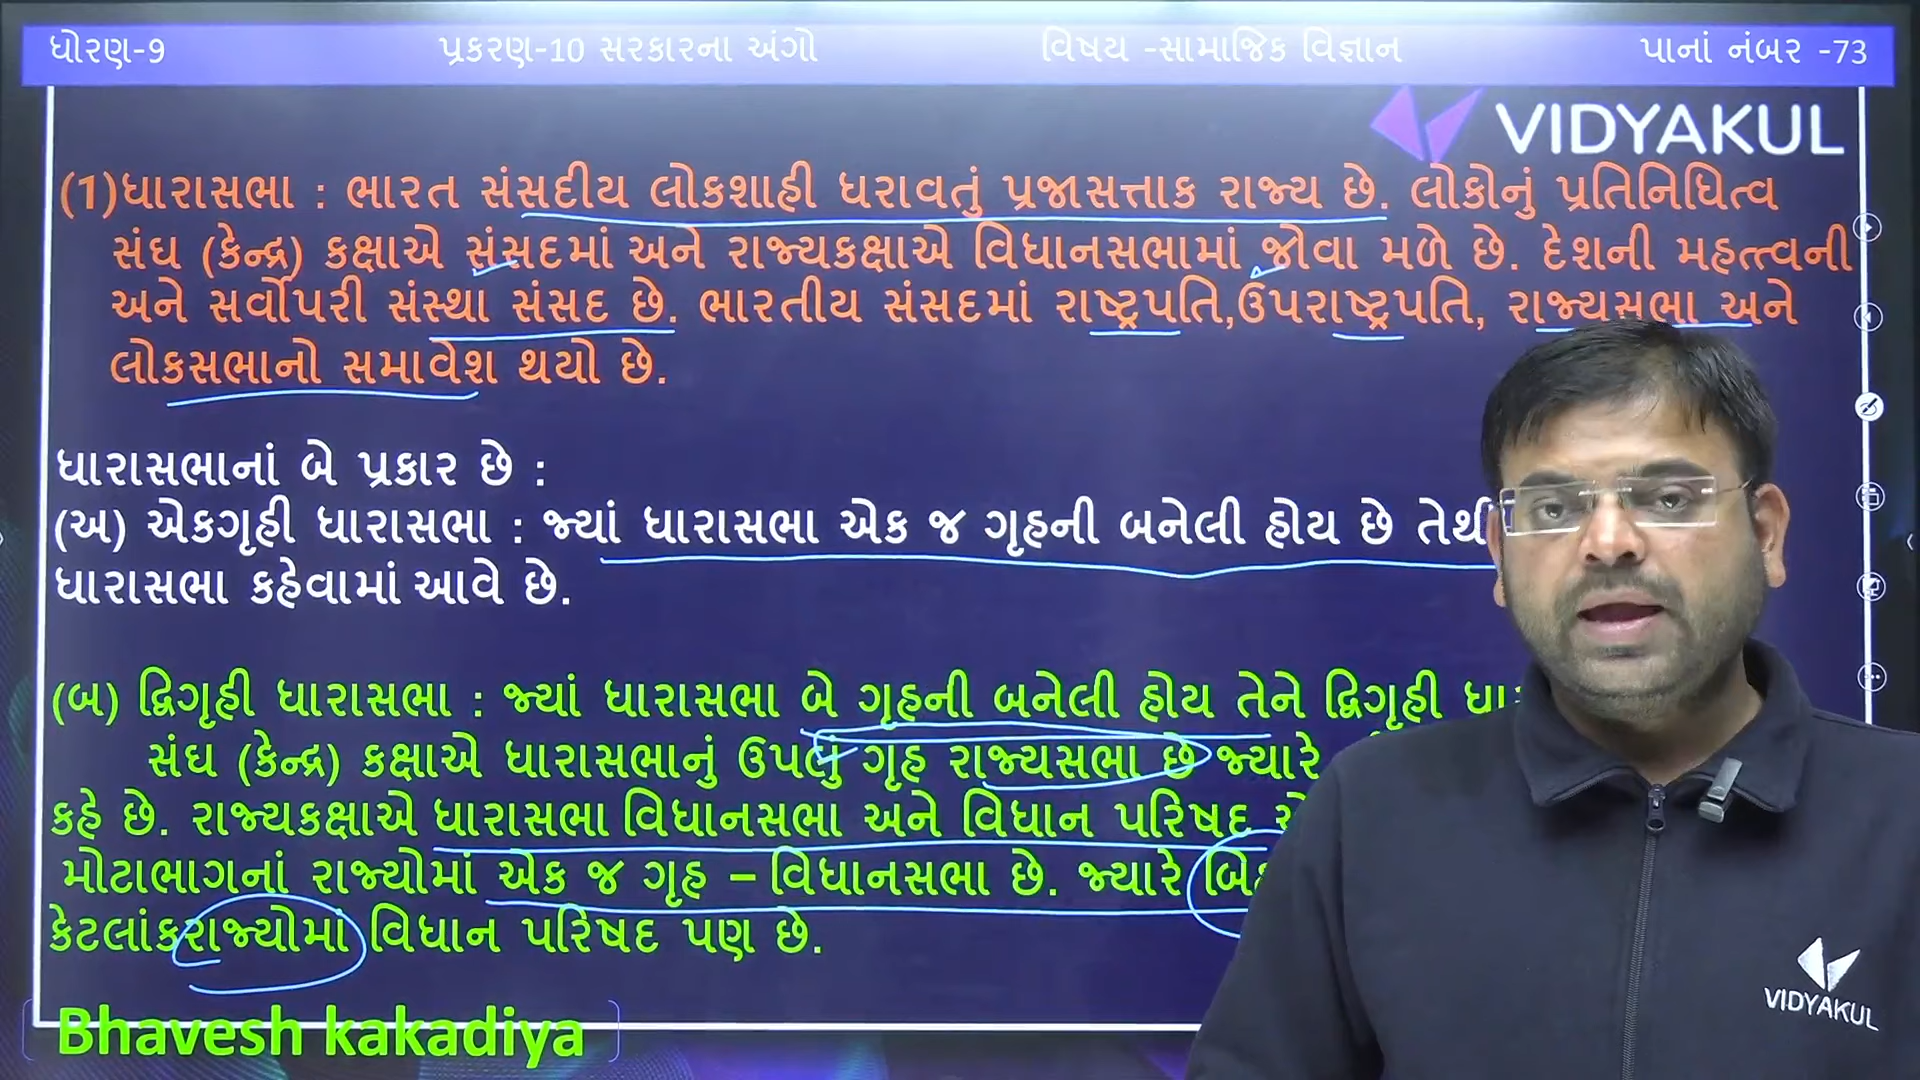 ધોરણ-9 પ્રકરણ-10 સરકારના અંગો વિષય -સામાજિક વિજ્ઞાન પાનાં નંબર -73
VIDYAKUL
(1)ધારાસભા : ભારત સંસદીય લોકશાહી ધરાવતું પ્રજાસત્તાક રાજ્ય છે. લોકોનું પ્રતિનિધિત્વ
સંઘ (કેન્દ્ર) કક્ષાએ સંસદમાં અને રાજ્યકક્ષાએ વિધાનસભામાં જોવા મળે છે. દેશની મહત્ત્વની
અને સર્વોપરી સંસ્થા સંસદ છે. ભારતીય સંસદમાં રાષ્ટ્રપતિ,ઉપરાષ્ટ્રપતિ, રાજ્યસભા અને
લોકસભાનો સમાવેશ થયો છે.
ધારાસભાનાં બે પ્રકાર છે :
(અ) એકગૃહી ધારાસભા : જ્યાં ધારાસભા એક જ ગૃહની બનેલી હોય છે તેથી
ધારાસભા કહેવામાં આવે છે.
(બ) દ્વિગૃહી ધારાસભા : જ્યાં ધારાસભા બે ગૃહની બનેલી હોય તેને દ્વિગૃહી
સંઘ (કેન્દ્ર) કક્ષાએ ધારાસભાનું ઉપલું ગૃહ રાજ્યસભા છે જ્યારે
કહે છે. રાજ્યકક્ષાએ ધારાસભા વિધાનસભા અને વિધાન પરિષદ
મોટાભાગનાં રાજ્યોમાં એક જ ગૃહ – વિધાનસભા છે. જ્યારે
કેટલાંકરાજ્યોમાં વિધાન પરિષદ પણ છે.
Bhavesh kakadiya
VIDYAKUL